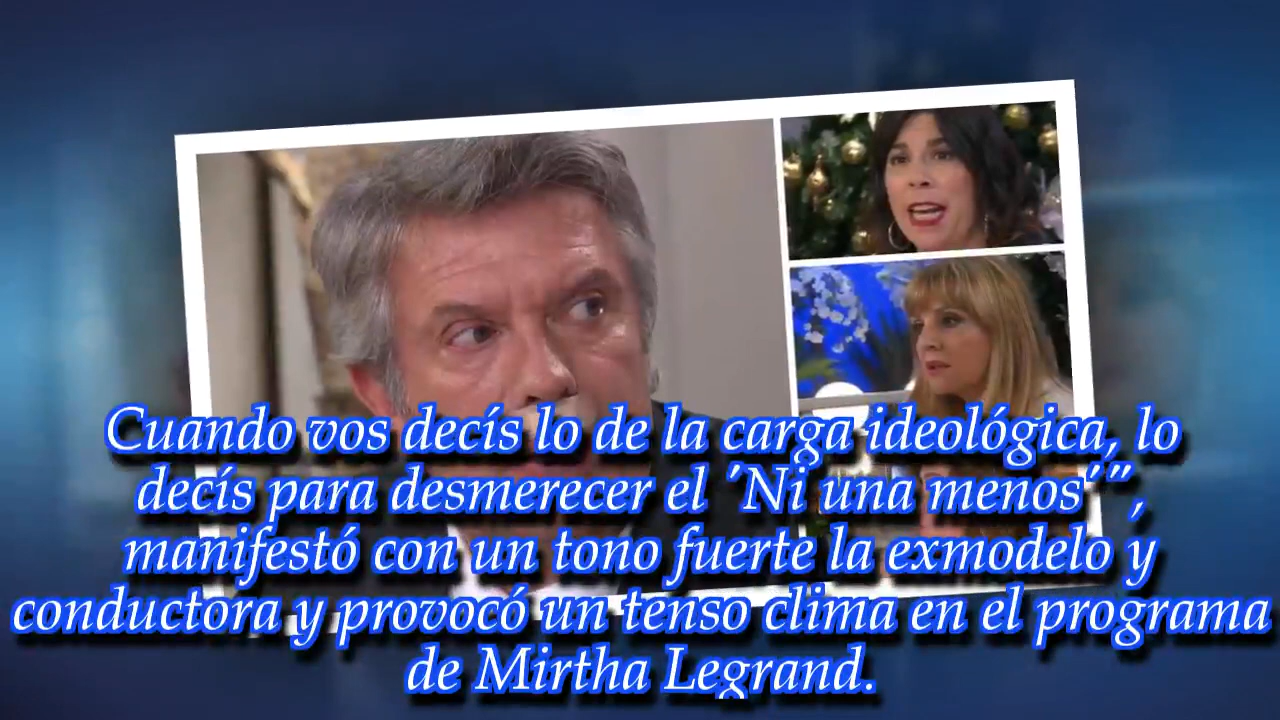 Cuando vos decís lo de la carga ideológica, lo
decís para desmerecer el 'Ni una menos'”,
manifestó con un tono fuerte la exmodelo y
conductora y provocó un tenso clima en el programa
de Mirtha Legrand.